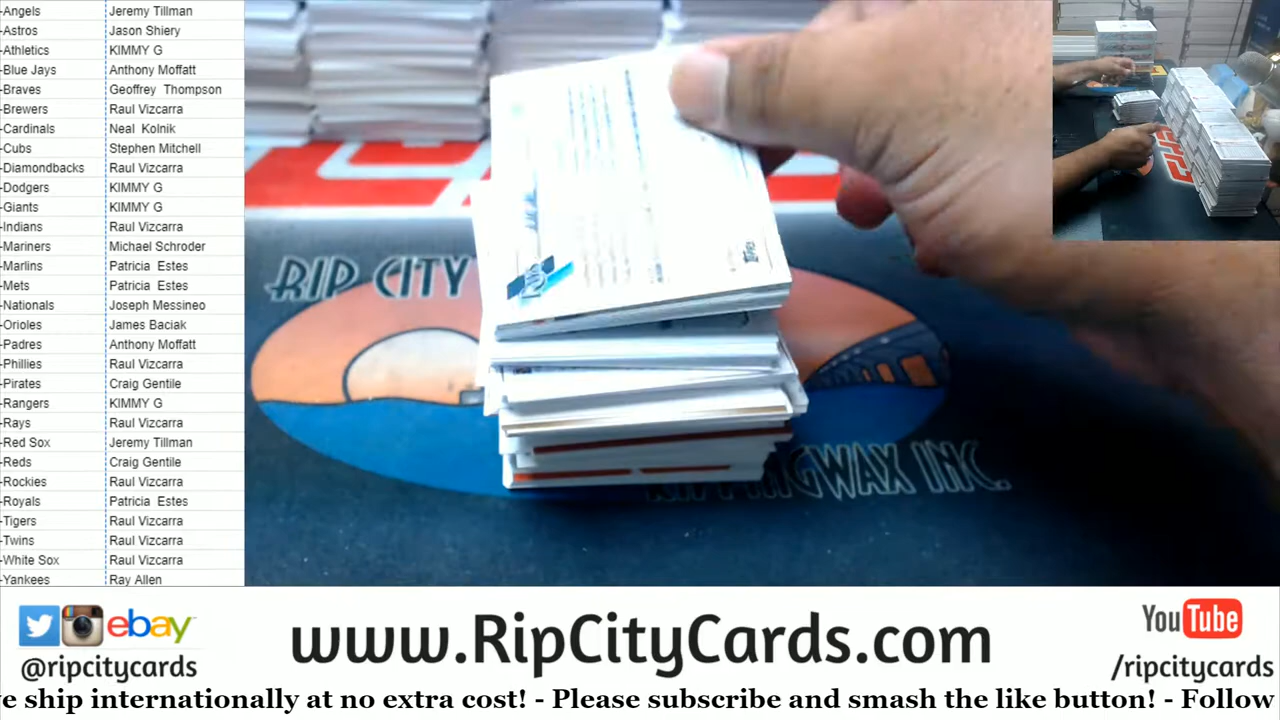 -Angels Jeremy Tillman
-Astros Jason Shiery
-Athletics KIMMY G
-Blue Jays Anthony Moffatt
-Braves Geoffrey Thompson
-Brewers Raul Vizcarra
-Cardinals Neal Kolnik
-Cubs Stephen Mitchell
-Diamondbacks Raul Vizcarra
-Dodgers KIMMY G
-Giants KIMMY G
-Indians Raul Vizcarra
-Mariners Michael Schroder
-Marlins Patricia Estes
-Mets Patricia Estes
-Nationals Joseph Messineo
-Orioles James Baciak
-Padres Anthony Moffatt
-Phillies Raul Vizcarra
-Pirates Craig Gentile
-Rangers KIMMY G
-Rays Raul Vizcarra
-Red Sox Jeremy Tillman
-Reds Craig Gentile
-Rockies Raul Vizcarra
-Royals Patricia Estes
-Tigers Raul Vizcarra
-Twins Raul Vizcarra
-White Sox Raul Vizcarra
-Yankees Ray Allen
RIP CITY
WAX INC.
Topps
ebay
@ripcitycards
www.RipCityCards.com
YouTube
/ripcitycards
e ship internationally at no extra cost! - Please subscribe and smash the like button! - Follow